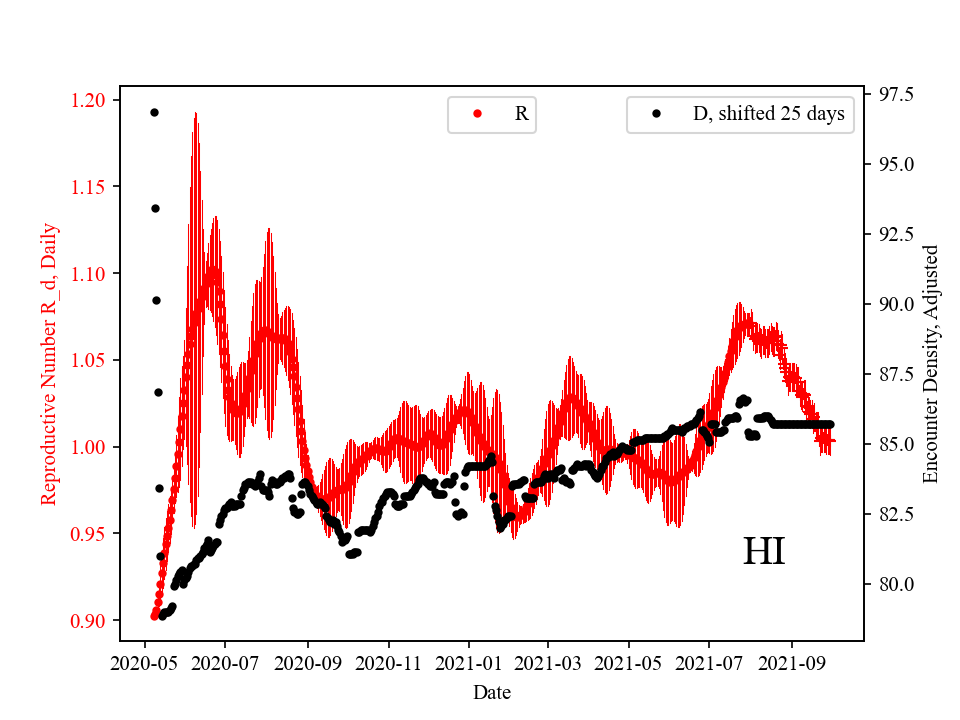 R
D, shifted 25 days
1.20
1.15
1.10
1.05
1.00
0.95
0.90
Reproductive Number R_d, Daily
97.5
95.0
92.5
90.0
87.5
85.0
82.5
80.0
Encounter Density, Adjusted
HI
2020-05 2020-07 2020-09 2020-11 2021-01 2021-03 2021-05 2021-07 2021-09
Date